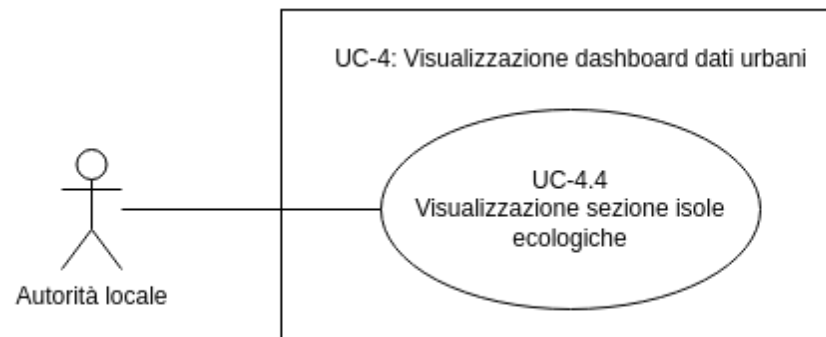 UC-4: Visualizzazione dashboard dati urbani
UC-4.4
Visualizzazione sezione isole
ecologiche
Autorità locale